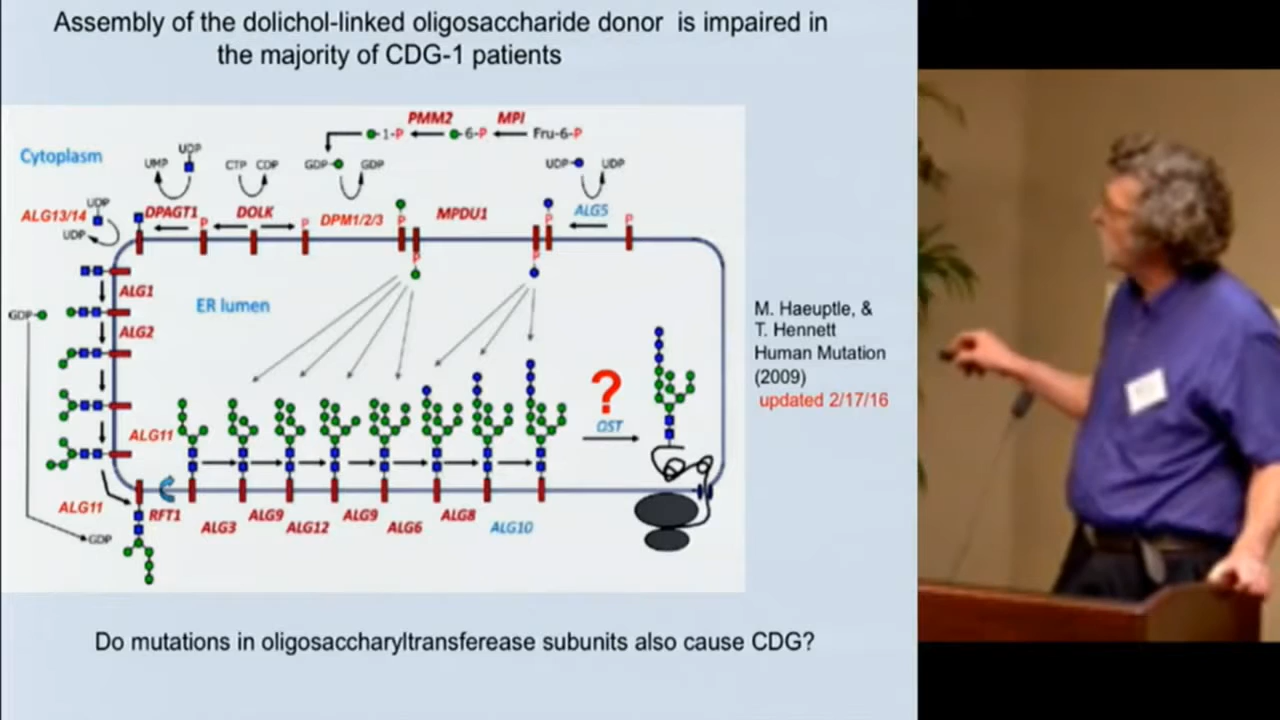 Assembly of the dolichol-linked oligosaccharide donor is impaired in
the majority of CDG-1 patients
PMM2 MPI
1-P 6-P Fru-6-P
Cytoplasm
UMP UDP CTP CDP GDP GDP UDP UDP
ALG13/14 UDP UDP
DPAGT1 P DOLK P DPM1/2/3 P MPDU1 P ALG5 P
P P
ALG1
ER lumen
GDP
ALG2
M. Haeuptle, &
T. Hennett
Human Mutation
(2009)
updated 2/17/16
?
OST
ALG11
ALG11
RFT1
ALG3 ALG9 ALG12 ALG9 ALG6 ALG8 ALG10
GDP
Do mutations in oligosaccharyltransferease subunits also cause CDG?